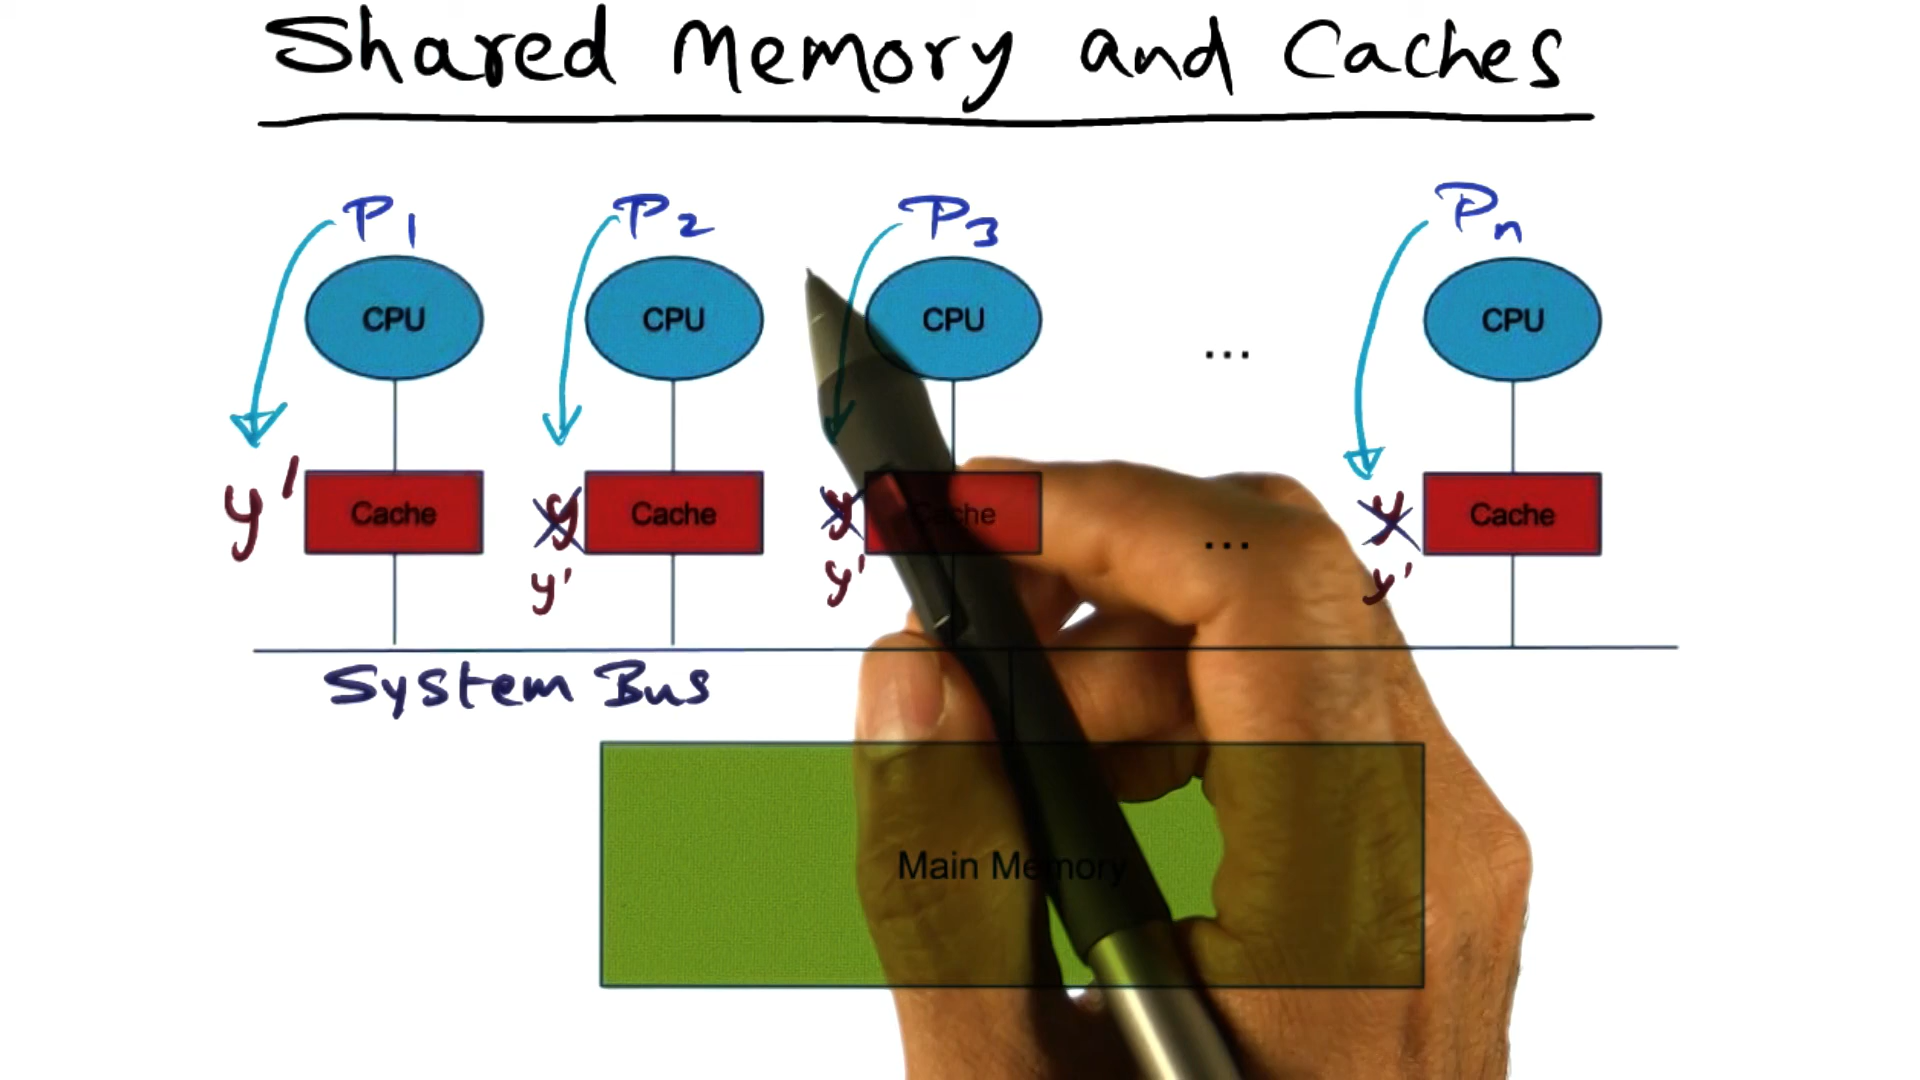 Shared Memory and Caches
P1 P2 P3 Pn
CPU CPU CPU ... CPU
y' Cache y Cache y Cache ... y Cache
y' y' y'
System Bus
Main Memory